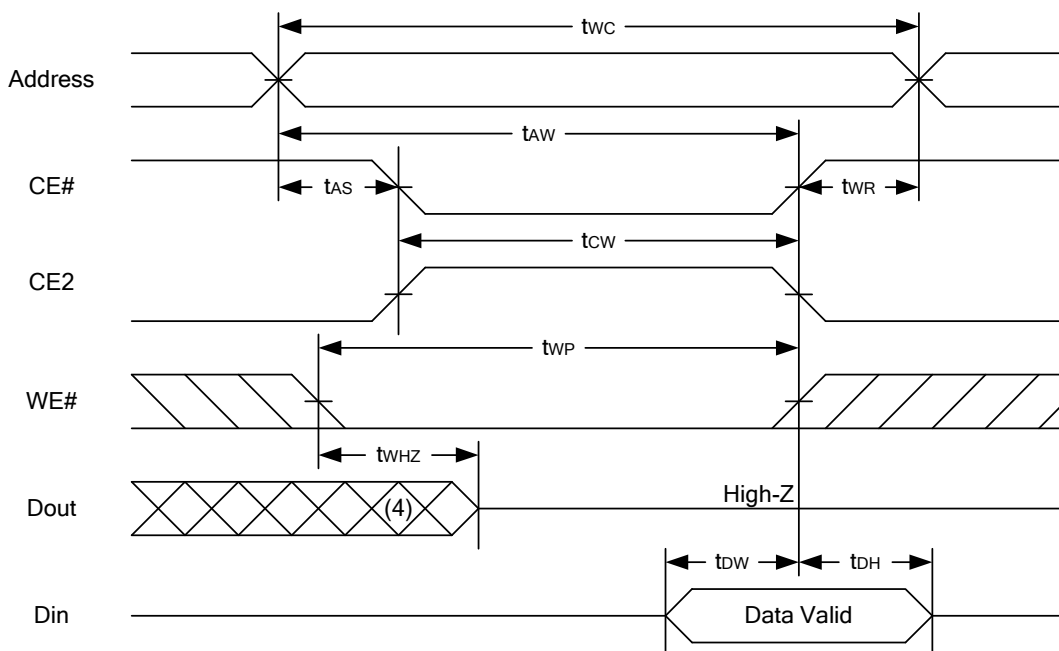 tWC
Address
tAW
CE#
tAS
tWR
tCW
CE2
tWP
WE#
tWHZ
Dout
(4)
High-Z
tDW
tDH
Din
Data Valid